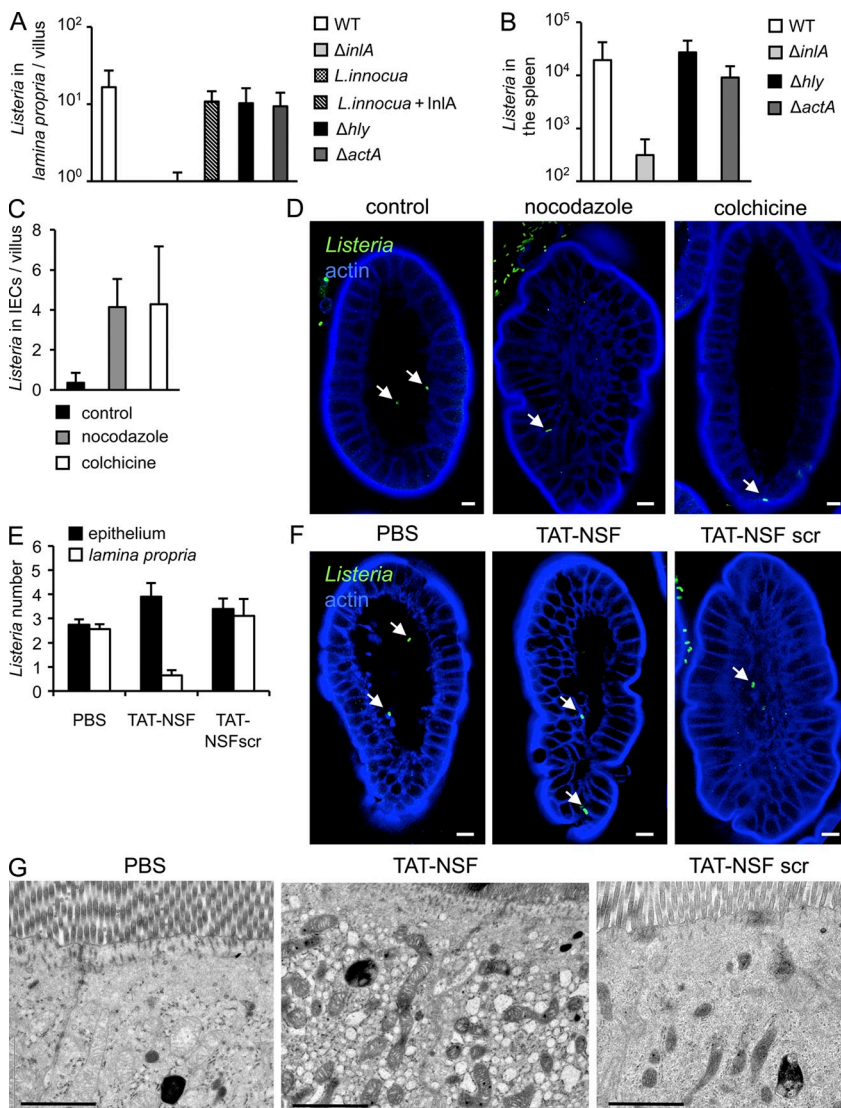 A
Listeria in
lamina propria / villus
10²
10¹
10⁰
WT
ΔinlA
L.innocua
L.innocua + InlA
Δhly
ΔactA
B
Listeria in
the spleen
10⁵
10⁴
10³
10²
WT
ΔinlA
Δhly
ΔactA
C
Listeria in IECs / villus
8
6
4
2
0
control
nocodazole
colchicine
D
control
nocodazole
colchicine
Listeria
actin
E
epithelium
lamina propria
Listeria number
6
5
4
3
2
1
0
PBS
TAT-NSF
TAT-
NSFscr
F
PBS
TAT-NSF
TAT-NSF scr
Listeria
actin
G
PBS
TAT-NSF
TAT-NSF scr